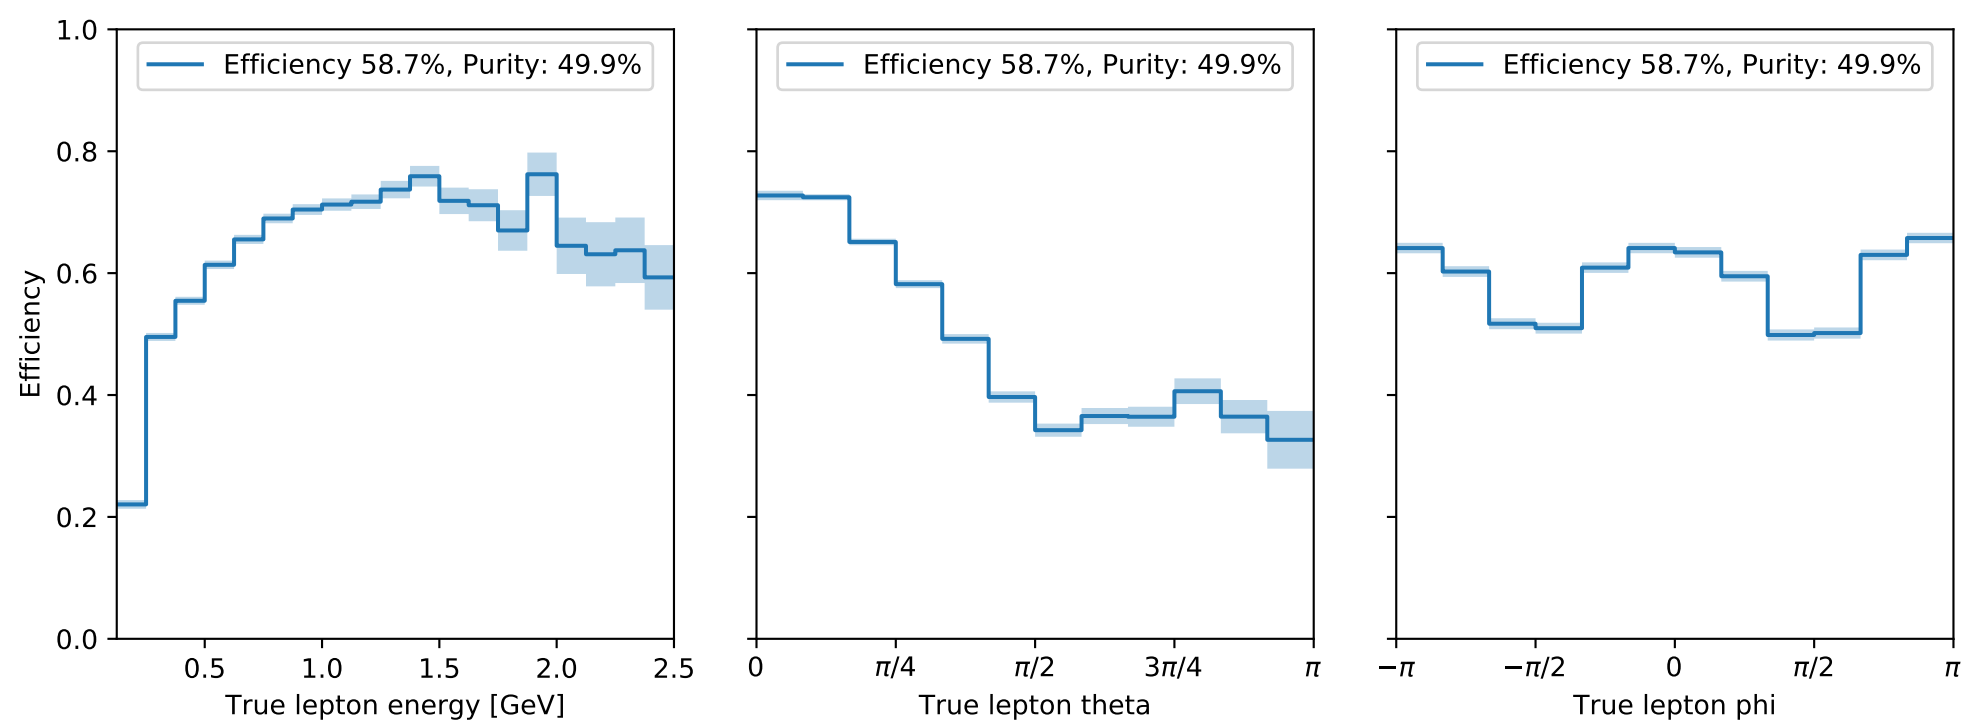 Efficiency 58.7%, Purity: 49.9%
Efficiency 58.7%, Purity: 49.9%
Efficiency 58.7%, Purity: 49.9%
Efficiency
1.0
0.8
0.6
0.4
0.2
0.0
0.5 1.0 1.5 2.0 2.5
True lepton energy [GeV]
0 π/4 π/2 3π/4 π
True lepton theta
−π −π/2 0 π/2 π
True lepton phi